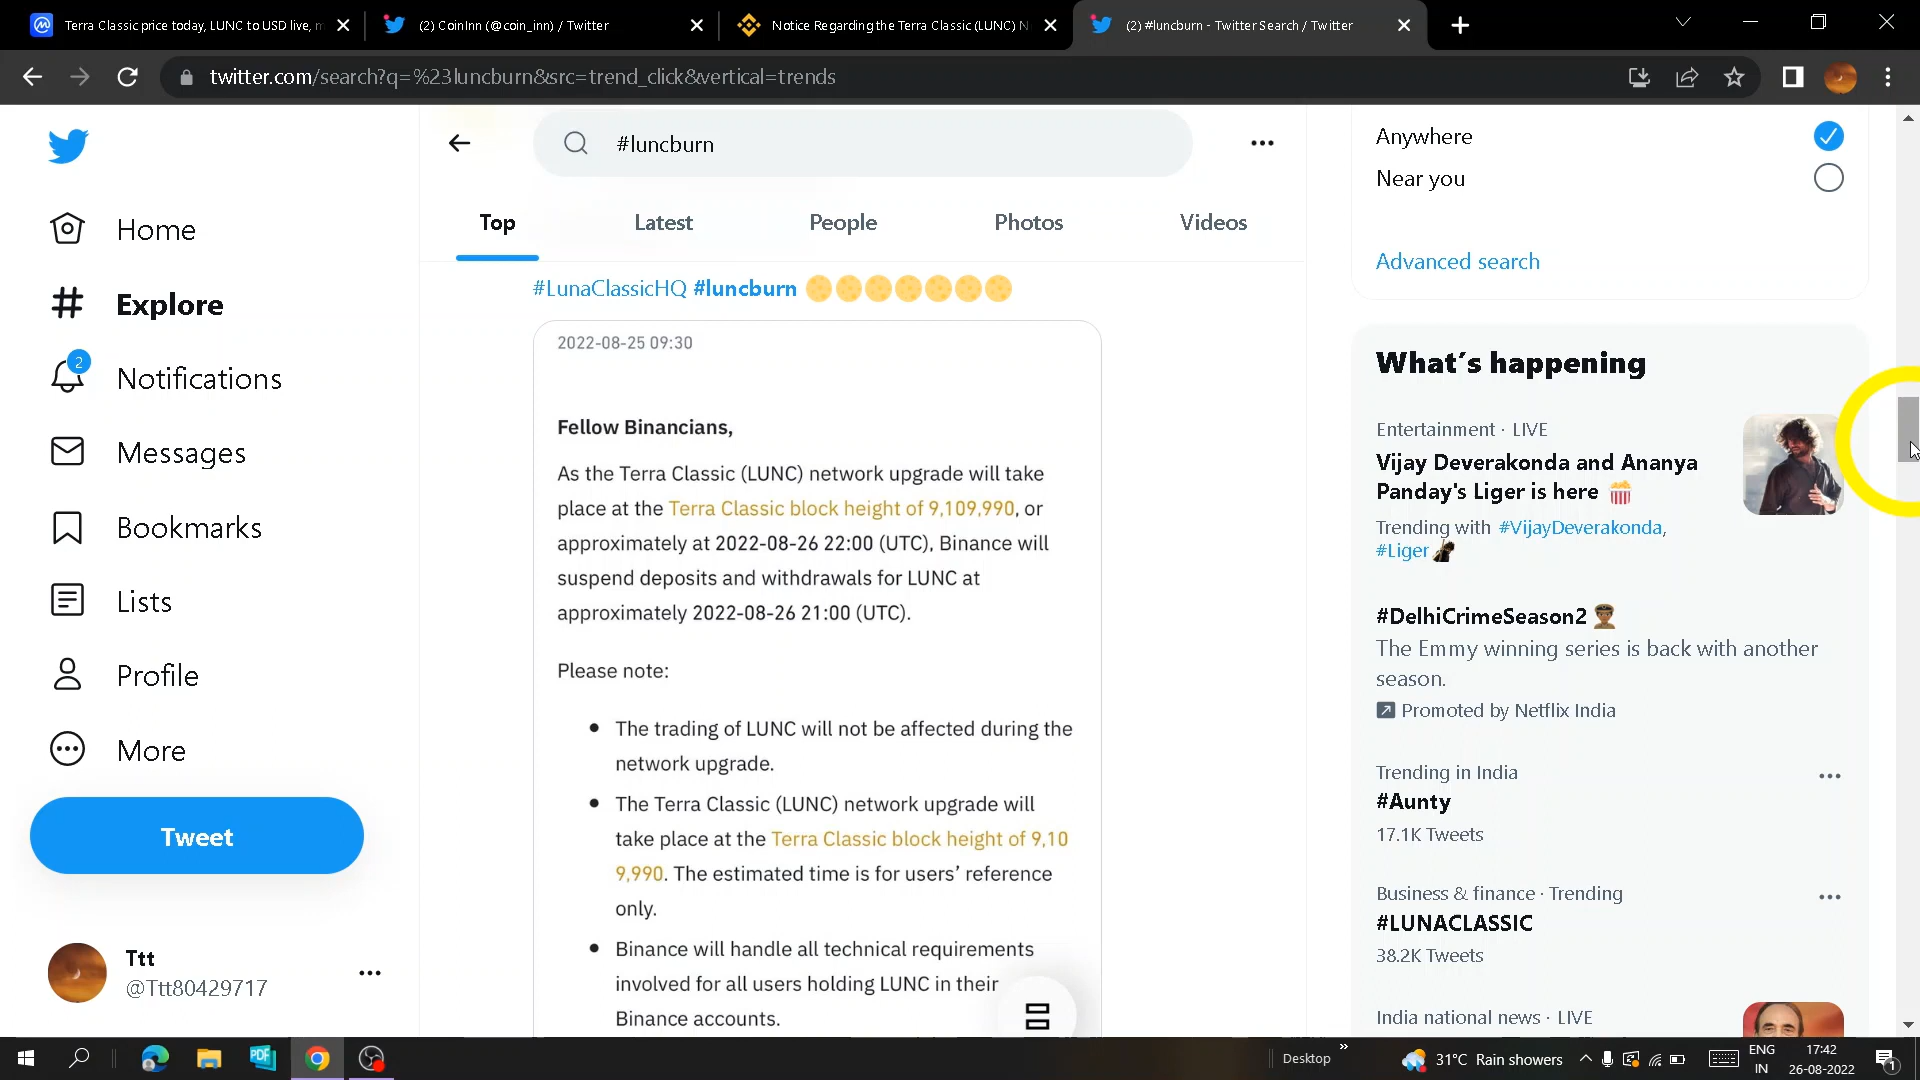 Terra Classic price today, LUNC to USD live, m
(2) CoinInn (@coin_inn) / Twitter
Notice Regarding the Terra Classic (LUNC) N
(2) #luncburn - Twitter Search / Twitter
twitter.com/search?q=%23luncburn&src=trend_click&vertical=trends
#luncburn
Top
Latest
People
Photos
Videos
Home
Explore
2
Notifications
Messages
Bookmarks
Lists
Profile
More
Tweet
Ttt
@Ttt80429717
#LunaClassicHQ #luncburn
2022-08-25 09:30
Fellow Binancians,
As the Terra Classic (LUNC) network upgrade will take
place at the Terra Classic block height of 9,109,990, or
approximately at 2022-08-26 22:00 (UTC), Binance will
suspend deposits and withdrawals for LUNC at
approximately 2022-08-26 21:00 (UTC).
Please note:
• The trading of LUNC will not be affected during the
network upgrade.
• The Terra Classic (LUNC) network upgrade will
take place at the Terra Classic block height of 9,10
9,990. The estimated time is for users’ reference
only.
• Binance will handle all technical requirements
involved for all users holding LUNC in their
Binance accounts.
Anywhere
Near you
Advanced search
What’s happening
Entertainment · LIVE
Vijay Deverakonda and Ananya
Panday's Liger is here
Trending with #VijayDeverakonda,
#Liger
#DelhiCrimeSeason2
The Emmy winning series is back with another
season.
Promoted by Netflix India
Trending in India
#Aunty
17.1K Tweets
Business & finance · Trending
#LUNACLASSIC
38.2K Tweets
India national news · LIVE
PDF
Desktop
31°C Rain showers
ENG
IN
17:42
26-08-2022
1